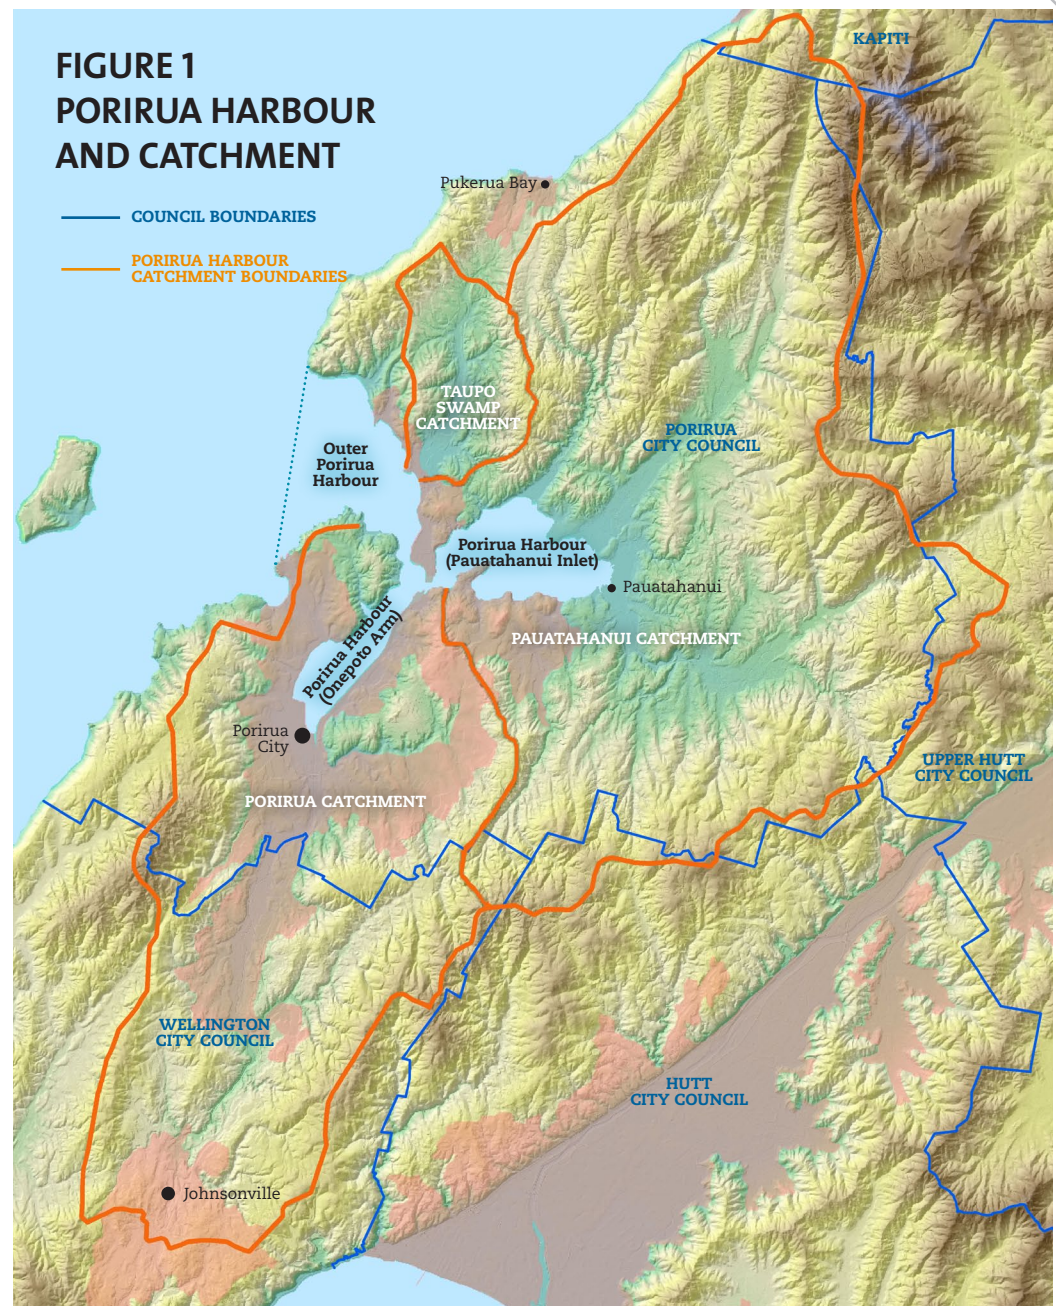 FIGURE 1
PORIRUA HARBOUR
AND CATCHMENT
COUNCIL BOUNDARIES
PORIRUA HARBOUR
CATCHMENT BOUNDARIES
KAPITI
Pukerua Bay
TAUPO
SWAMP
CATCHMENT
PORIRUA
CITY COUNCIL
Outer
Porirua
Harbour
Porirua Harbour
(Pauatahanui Inlet)
Pauatahanui
PAUATAHANUI CATCHMENT
Porirua Harbour
(Onepoto Arm)
Porirua
City
UPPER HUTT
CITY COUNCIL
PORIRUA CATCHMENT
WELLINGTON
CITY COUNCIL
HUTT
CITY COUNCIL
Johnsonville